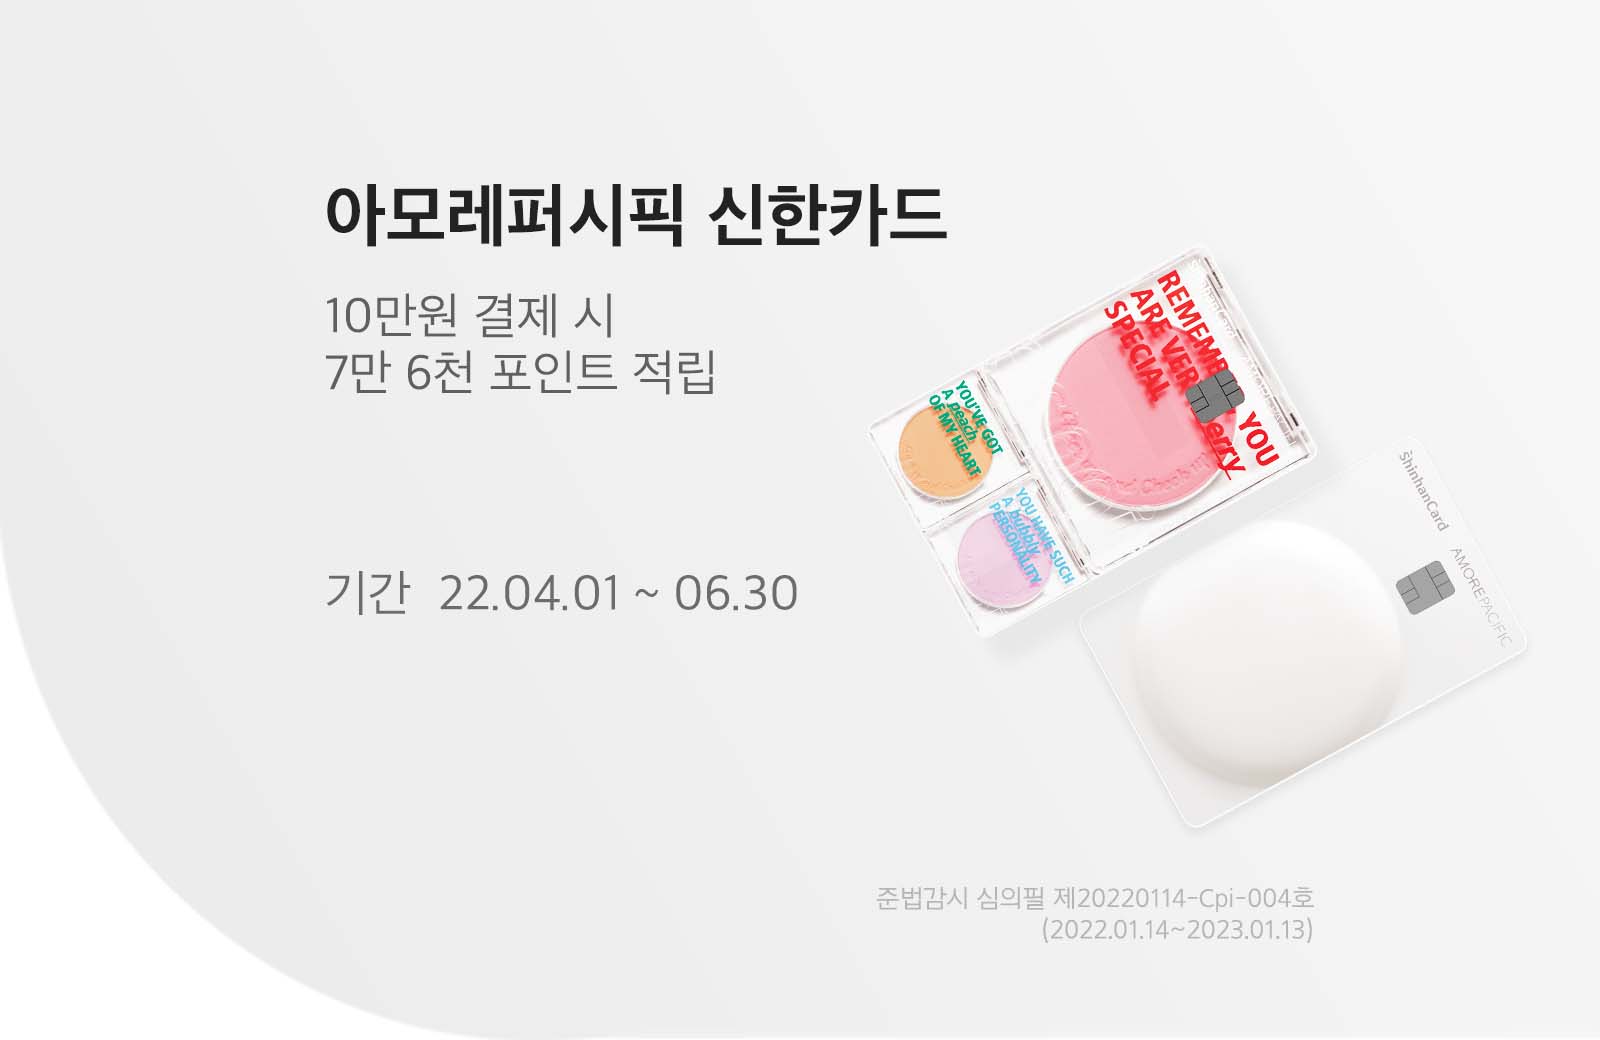 아모레퍼시픽 신한카드
10만원 결제 시
7만 6천 포인트 적립
기간 22.04.01 ~ 06.30
REMEMBER YOU
ARE VERY Berry
SPECIAL
YOU'VE GOT
A peach
OF MY HEART
YOU HAVE SUCH
A bubbly
PERSONALITY
ShinhanCard AMOREPACIFIC
준법감시 심의필 제20220114-Cpi-004호
(2022.01.14~2023.01.13)